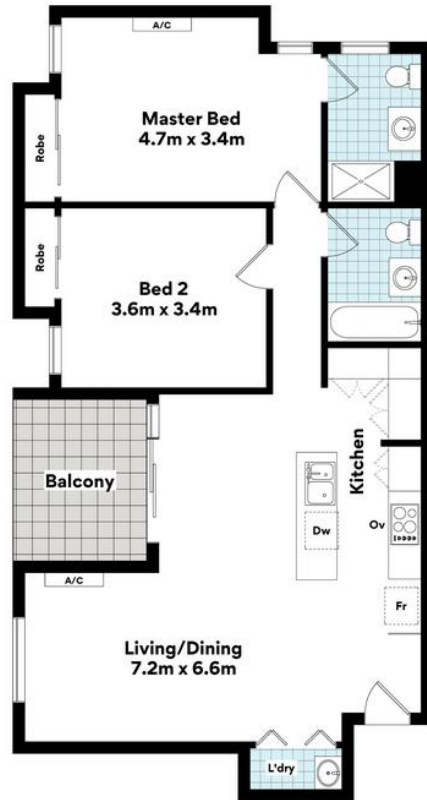 A/C
Master Bed
4.7m x 3.4m
Robe
Robe
Bed 2
3.6m x 3.4m
Balcony
Kitchen
Dw
Ov
A/C
Fr
Living/Dining
7.2m x 6.6m
L'dry